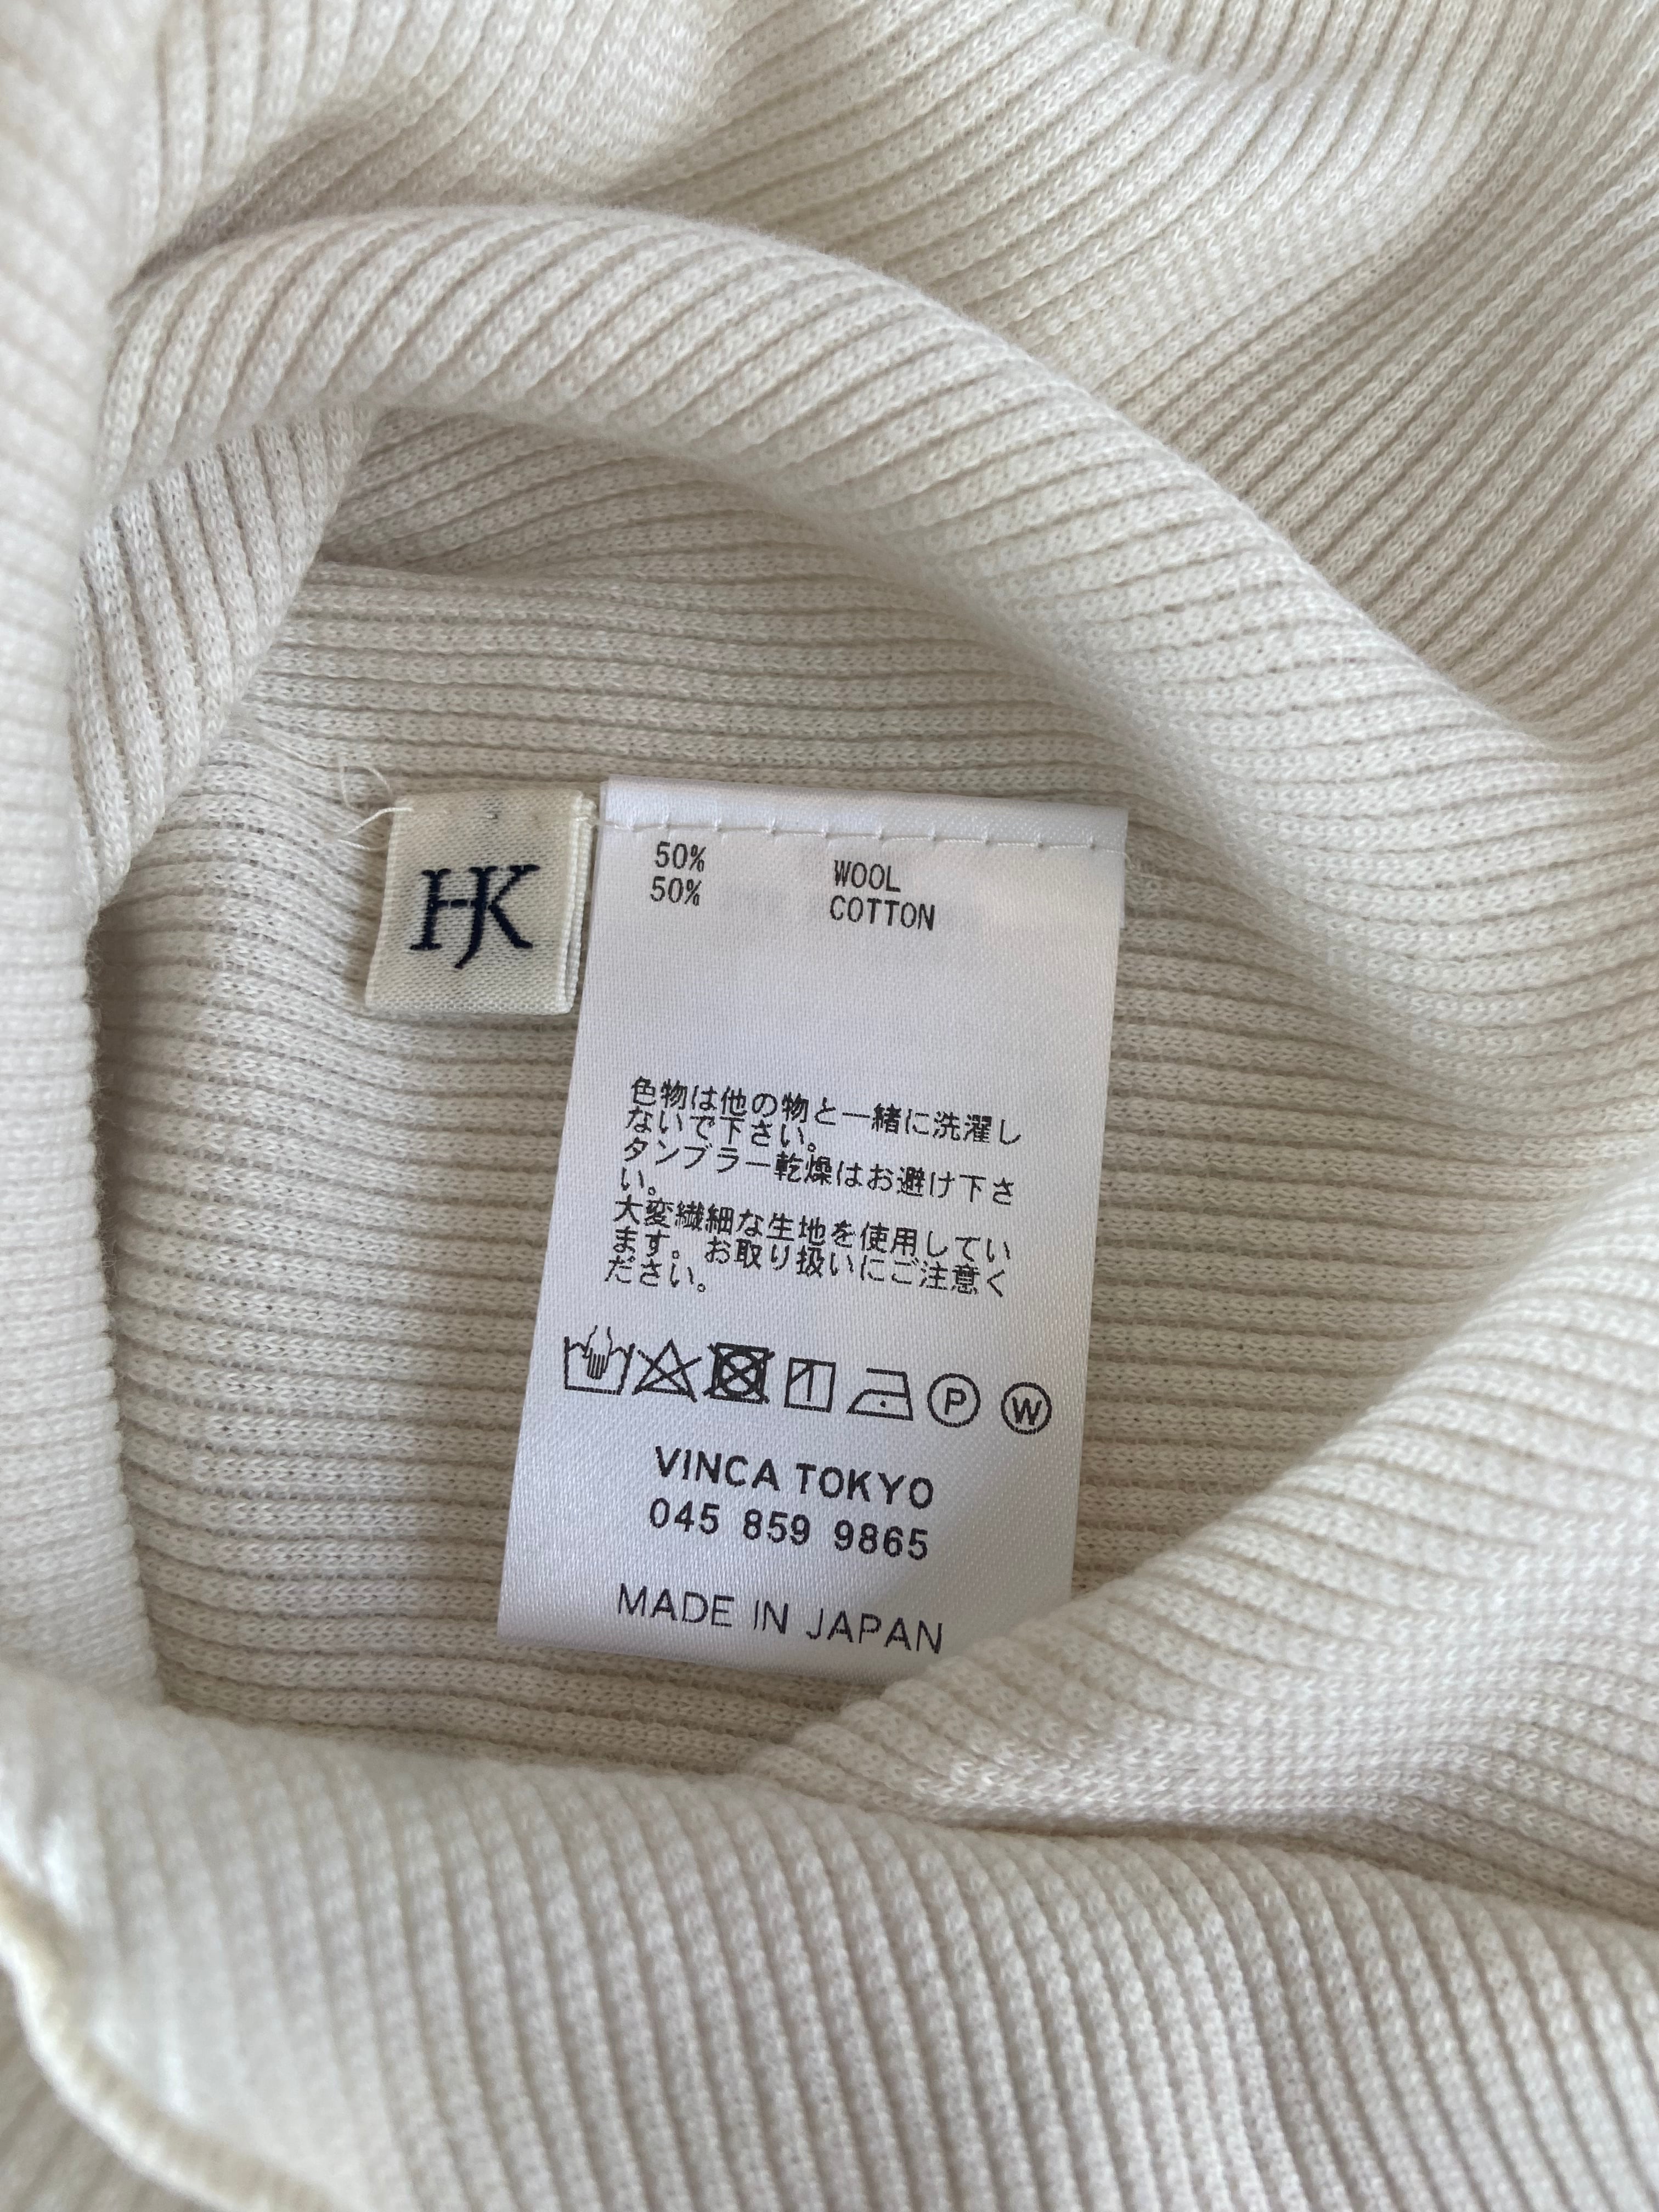 HJK
50% WOOL
50% COTTON
色物は他の物と一緒に洗濯し
ないで下さい。
タンブラー乾燥はお避け下さ
い。
大変繊細な生地を使用してい
ます。お取り扱いにご注意く
ださい。
P W
VINCA TOKYO
045 859 9865
MADE IN JAPAN